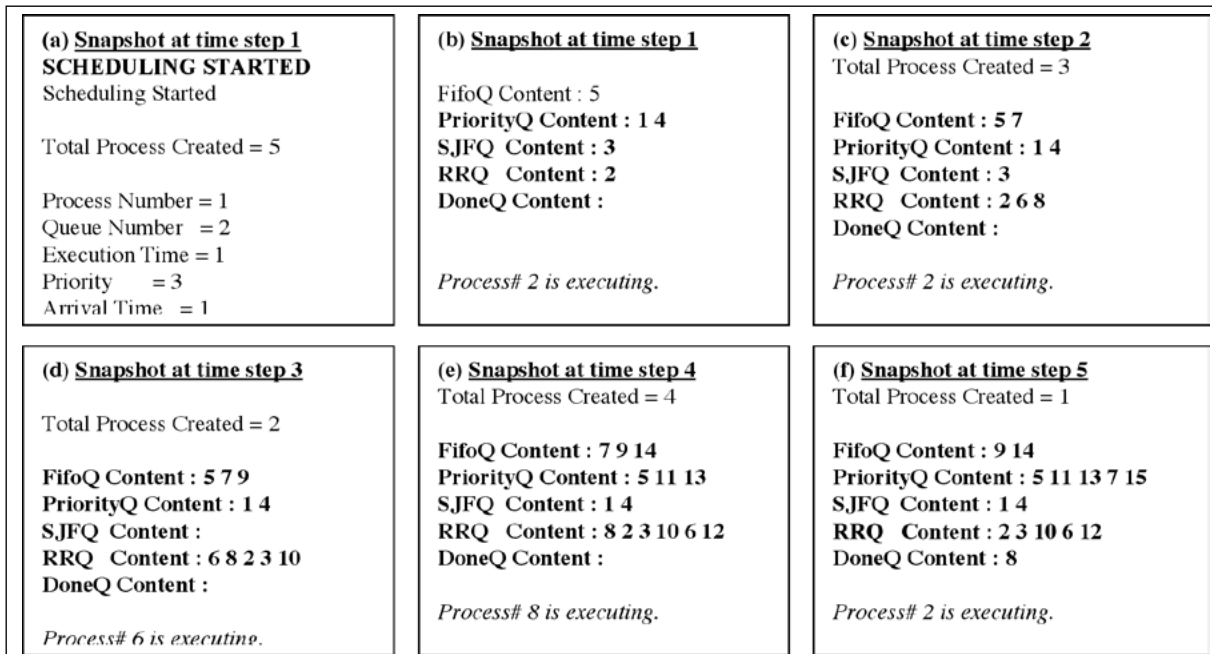 (a) Snapshot at time step 1
SCHEDULING STARTED
Scheduling Started
Total Process Created = 5
Process Number = 1
Queue Number = 2
Execution Time = 1
Priority = 3
Arrival Time = 1
(b) Snapshot at time step 1
FifoQ Content : 5
PriorityQ Content : 1 4
SJFQ Content : 3
RRQ Content : 2
DoneQ Content :
Process# 2 is executing.
(c) Snapshot at time step 2
Total Process Created = 3
FifoQ Content : 5 7
PriorityQ Content : 1 4
SJFQ Content : 3
RRQ Content : 2 6 8
DoneQ Content :
Process# 2 is executing.
(d) Snapshot at time step 3
Total Process Created = 2
FifoQ Content : 5 7 9
PriorityQ Content : 1 4
SJFQ Content :
RRQ Content : 6 8 2 3 10
DoneQ Content :
Process# 6 is executing.
(e) Snapshot at time step 4
Total Process Created = 4
FifoQ Content : 7 9 14
PriorityQ Content : 5 11 13
SJFQ Content : 1 4
RRQ Content : 8 2 3 10 6 12
DoneQ Content :
Process# 8 is executing.
(f) Snapshot at time step 5
Total Process Created = 1
FifoQ Content : 9 14
PriorityQ Content : 5 11 13 7 15
SJFQ Content : 1 4
RRQ Content : 2 3 10 6 12
DoneQ Content : 8
Process# 2 is executing.